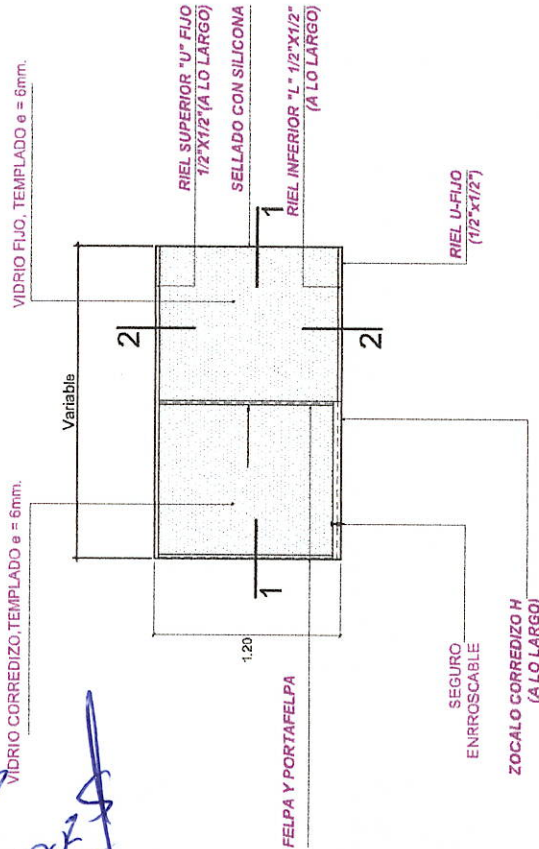 VIDRIO CORREDIZO,TEMPLADO e = 6mm.
VIDRIO FIJO, TEMPLADO e = 6mm.
Variable
2
2
1
1
1.20
RIEL SUPERIOR "U" FIJO
1/2"X1/2"(A LO LARGO)
SELLADO CON SILICONA
RIEL INFERIOR "L" 1/2"X1/2"
(A LO LARGO)
RIEL U-FIJO
(1/2"x1/2")
FELPA Y PORTAFELPA
SEGURO
ENRROSCABLE
ZOCALO CORREDIZO H
(A LO LARGO)